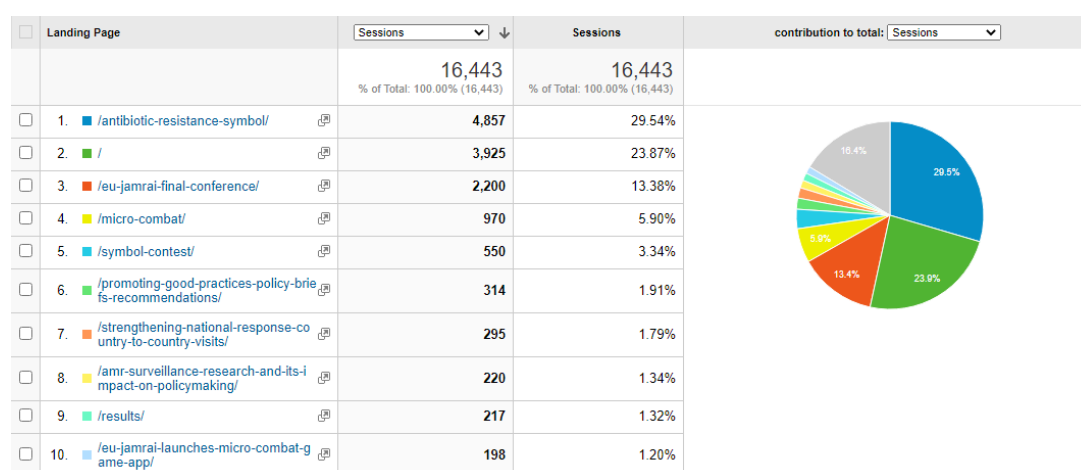 Landing Page
Sessions
Sessions
contribution to total: Sessions
16,443
% of Total: 100.00% (16,443)
16,443
% of Total: 100.00% (16,443)
1. /antibiotic-resistance-symbol/ 4,857 29.54%
2. / 3,925 23.87%
3. /eu-jamrai-final-conference/ 2,200 13.38%
4. /micro-combat/ 970 5.90%
5. /symbol-contest/ 550 3.34%
6. /promoting-good-practices-policy-brie
fs-recommendations/ 314 1.91%
7. /strengthening-national-response-co
untry-to-country-visits/ 295 1.79%
8. /amr-surveillance-research-and-its-i
mpact-on-policymaking/ 220 1.34%
9. /results/ 217 1.32%
10. /eu-jamrai-launches-micro-combat-g
ame-app/ 198 1.20%
16.4%
29.5%
5.9%
13.4%
23.9%